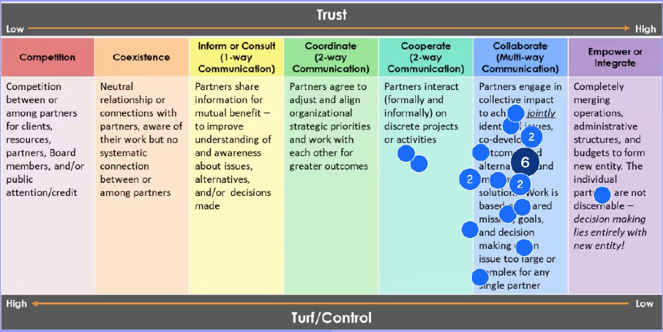 Trust
Low
High
Competition
Coexistence
Inform or Consult
(1-way
Communication)
Coordinate
(2-way
Communication)
Cooperate
(2-way
Communication)
Collaborate
(Multi-way
Communication)
Empower or
Integrate
Competition
between or
among partners
for clients,
resources,
partners, Board
members, and/or
public
attention/credit
Neutral
relationship or
connections with
partners, aware of
their work but no
systematic
connection
between or
among partners
Partners share
information for
mutual benefit –
to improve
understanding of
and awareness
about issues,
alternatives,
and/or decisions
made
Partners agree to
adjust and align
organizational
strategic priorities
and work with
each other for
greater outcomes
Partners interact
(formally and
informally) on
discrete projects
or activities
Partners engage in
collective impact
to jointly
issues,
2
6
2
2
Work is
goals,
and decision
making
issue too large or
complex for any
single partner
Completely
merging
operations,
administrative
structures, and
budgets to form
new entity. The
individual
are not
discernable –
decision making
lies entirely with
new entity!
High
Low
Turf/Control